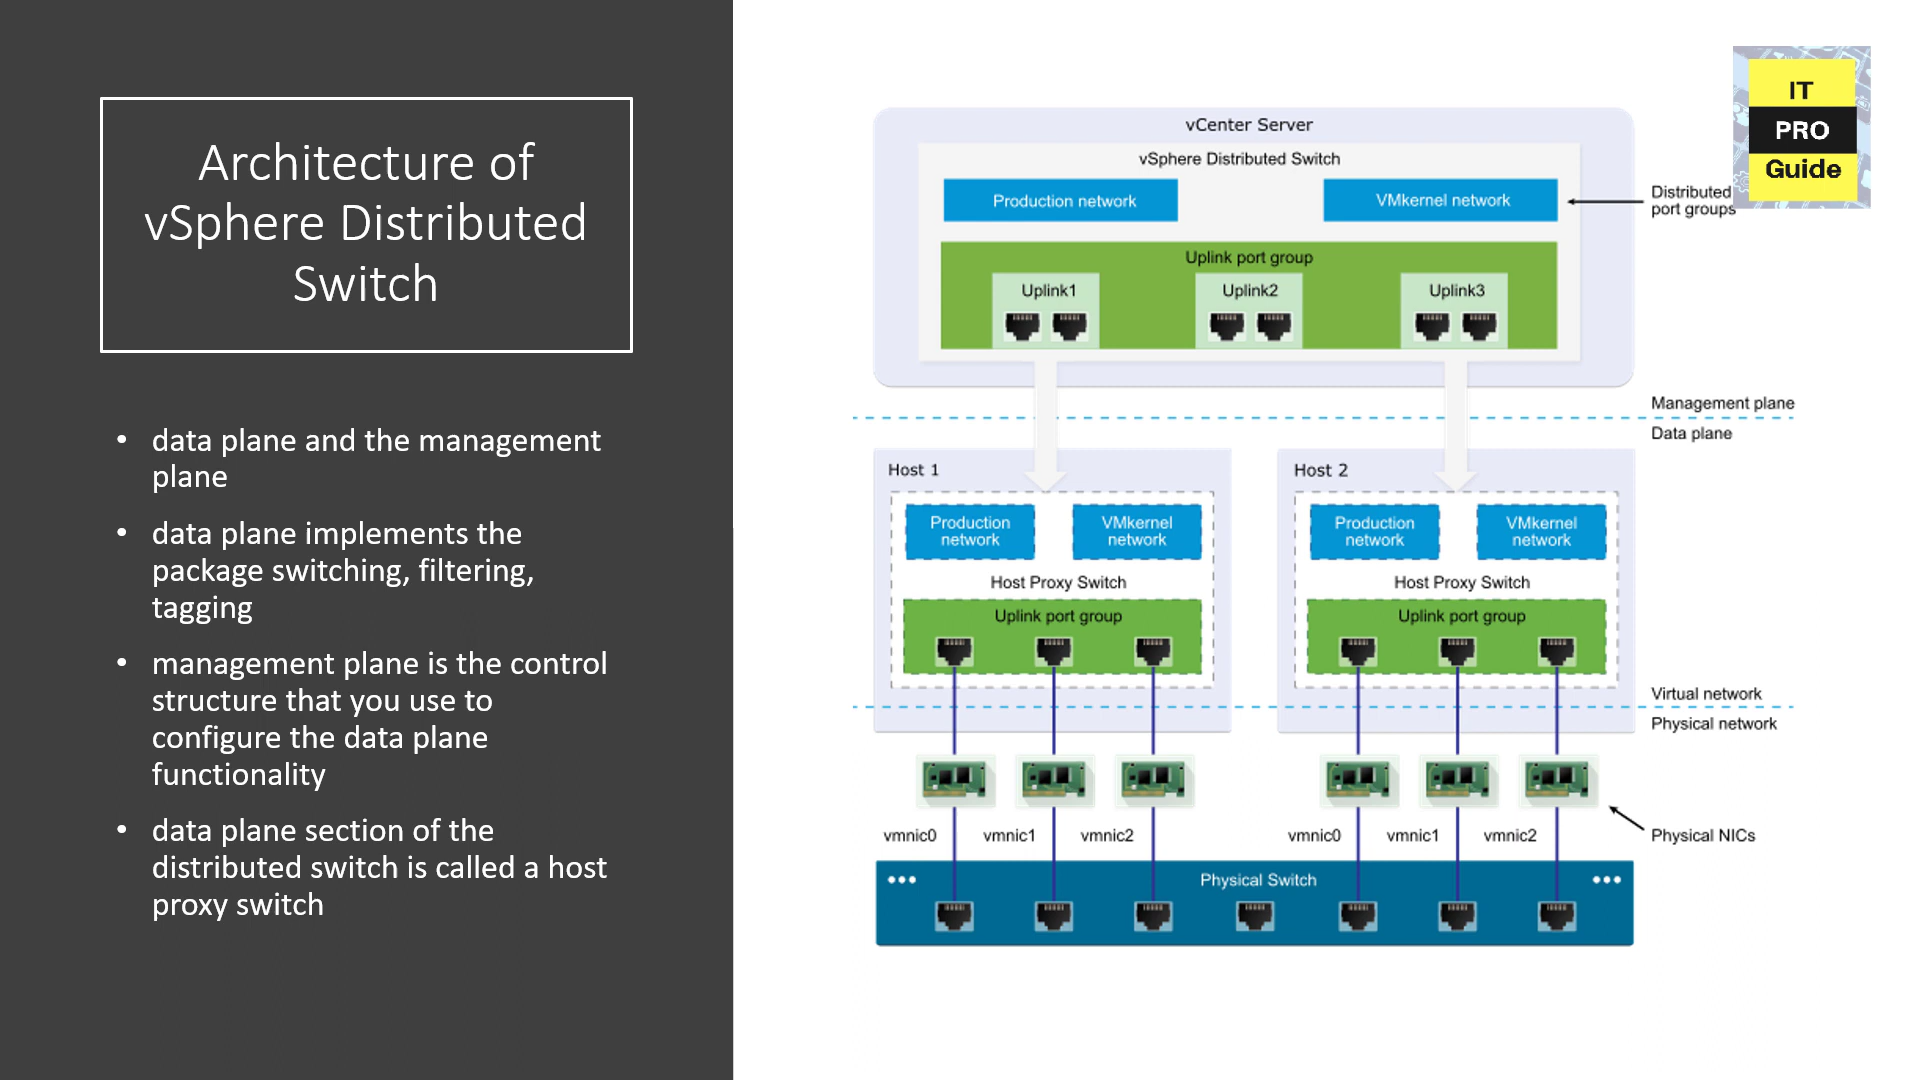 Architecture of
vSphere Distributed
Switch
• data plane and the management
plane
• data plane implements the
package switching, filtering,
tagging
• management plane is the control
structure that you use to
configure the data plane
functionality
• data plane section of the
distributed switch is called a host
proxy switch
IT
PRO
Guide
vCenter Server
vSphere Distributed Switch
Production network
VMkernel network
Distributed
port groups
Uplink port group
Uplink1
Uplink2
Uplink3
Management plane
Data plane
Host 1
Production
network
VMkernel
network
Host Proxy Switch
Uplink port group
Host 2
Production
network
VMkernel
network
Host Proxy Switch
Uplink port group
Virtual network
Physical network
vmnic0
vmnic1
vmnic2
vmnic0
vmnic1
vmnic2
Physical NICs
Physical Switch